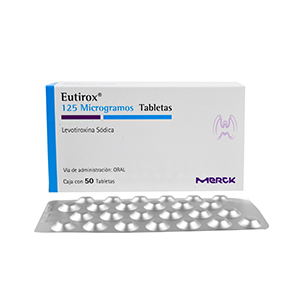 Eutirox®
125 Microgramos Tabletas
Levotiroxina Sódica
Vía de administración: ORAL
Caja con 50 Tabletas
MERCK